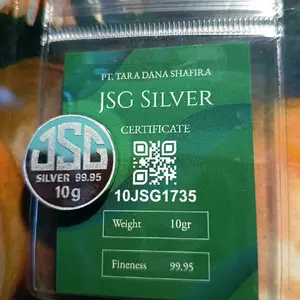 PT. TARA DANA SHAFIRA
JSG SILVER
CERTIFICATE
10JSG1735
Weight 10gr
Fineness 99.95
JSG
SILVER 99.95
10g